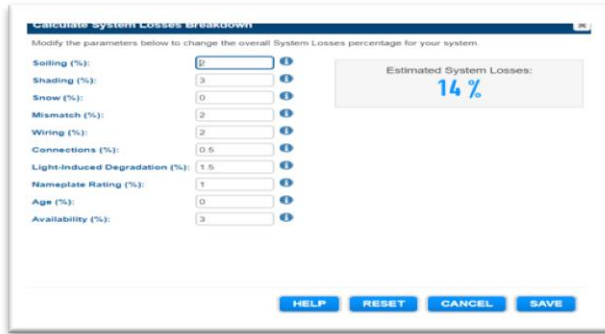 Calculate System Losses Breakdown
Modify the parameters below to change the overall System Losses percentage for your system.
Soiling (%): 2
Shading (%): 3
Snow (%): 0
Mismatch (%): 2
Wiring (%): 2
Connections (%): 0.5
Light-Induced Degradation (%): 1.5
Nameplate Rating (%): 1
Age (%): 0
Availability (%): 3
Estimated System Losses:
14 %
HELP RESET CANCEL SAVE